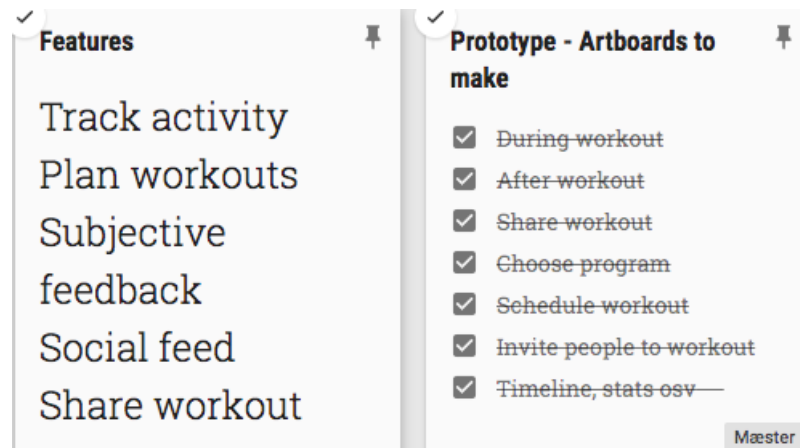 Features
Track activity
Plan workouts
Subjective
feedback
Social feed
Share workout
Prototype - Artboards to
make
During workout
After workout
Share workout
Choose program
Schedule workout
Invite people to workout
Timeline, stats osv
Mæster